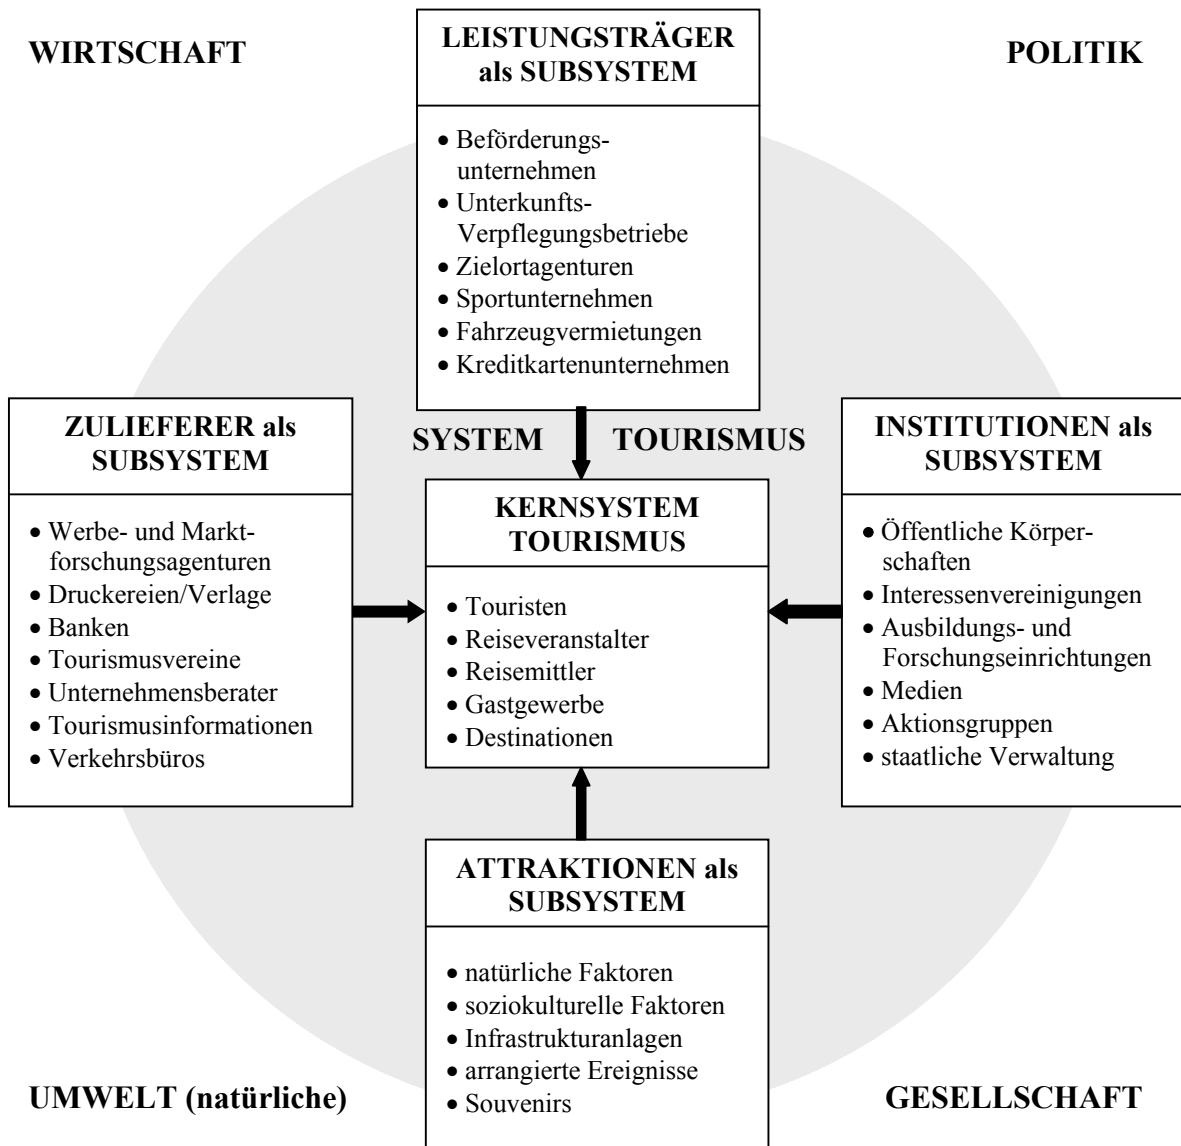 WIRTSCHAFT
POLITIK
LEISTUNGSTRÄGER
als SUBSYSTEM
• Beförderungs-
unternehmen
• Unterkunfts-
Verpflegungsbetriebe
• Zielortagenturen
• Sportunternehmen
• Fahrzeugvermietungen
• Kreditkartenunternehmen
SYSTEM TOURISMUS
ZULIEFERER als
SUBSYSTEM
• Werbe- und Markt-
forschungsagenturen
• Druckereien/Verlage
• Banken
• Tourismusvereine
• Unternehmensberater
• Tourismusinformationen
• Verkehrsbüros
KERNSYSTEM
TOURISMUS
• Touristen
• Reiseveranstalter
• Reisemittler
• Gastgewerbe
• Destinationen
INSTITUTIONEN als
SUBSYSTEM
• Öffentliche Körper-
schaften
• Interessenvereinigungen
• Ausbildungs- und
Forschungseinrichtungen
• Medien
• Aktionsgruppen
• staatliche Verwaltung
ATTRAKTIONEN als
SUBSYSTEM
• natürliche Faktoren
• soziokulturelle Faktoren
• Infrastrukturanlagen
• arrangierte Ereignisse
• Souvenirs
UMWELT (natürliche)
GESELLSCHAFT